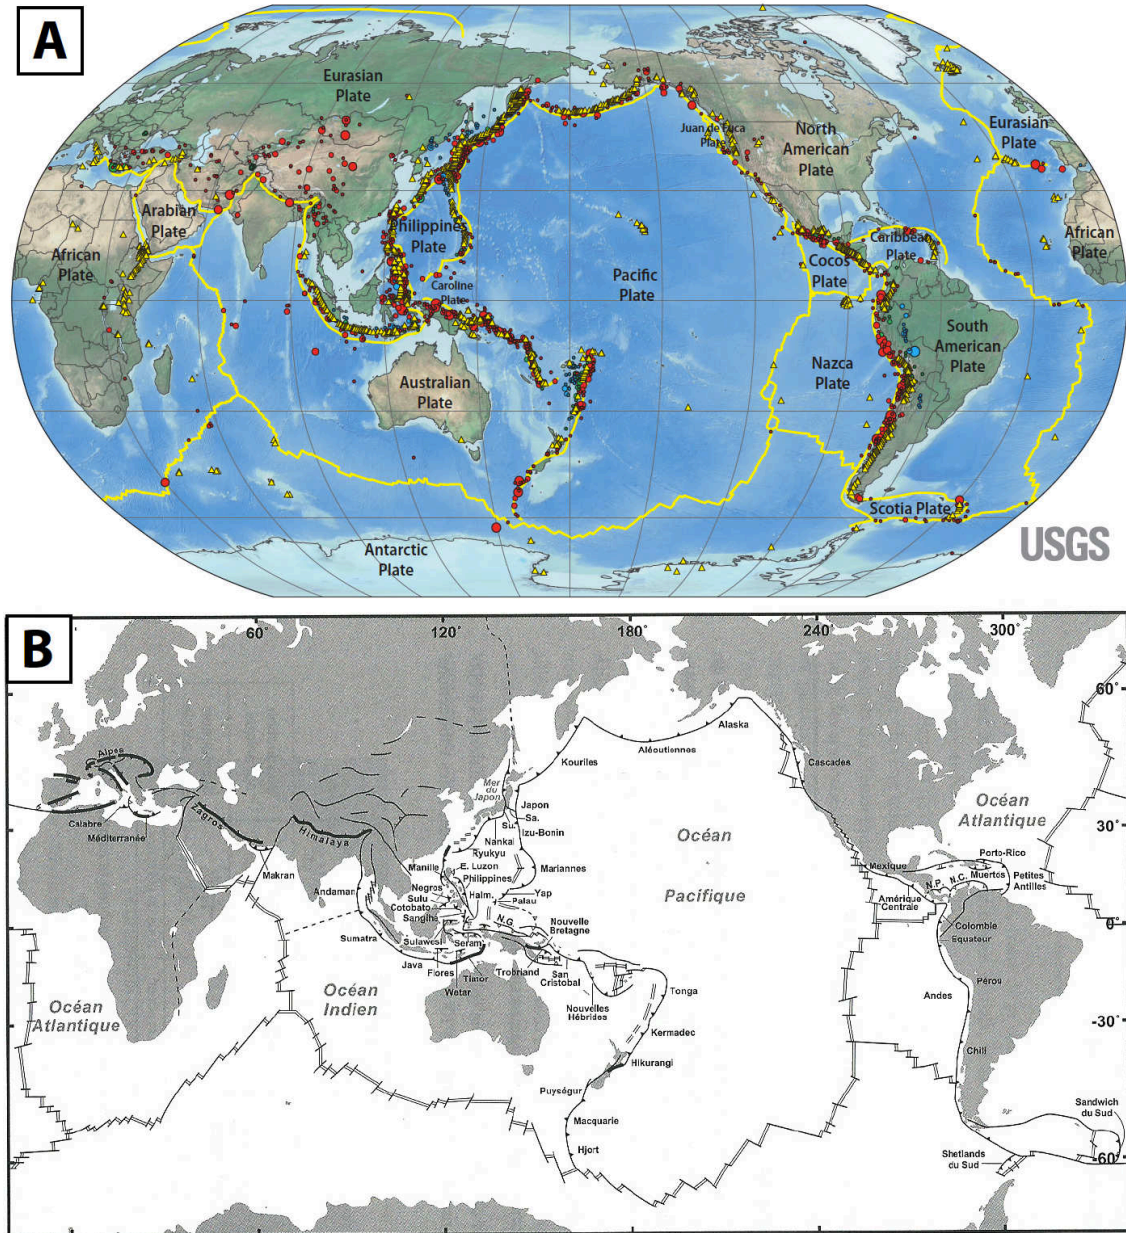 A
Eurasian
Plate
Juan de Fuca
Plate
North
American
Plate
Eurasian
Plate
Arabian
Plate
African
Plate
Philippines
Plate
Caroline
Plate
Pacific
Plate
Cocos
Plate
Caribbean
Plate
African
Plate
Australian
Plate
Nazca
Plate
South
American
Plate
Scotia Plate
Antarctic
Plate
USGS
B
60°
120°
180°
240°
300°
60°
30°
0°
-30°
-60°
Alpes
Calabre
Méditerranée
Zagros
Himalaya
Makran
Andaman
Sumatra
Java
Flores
Wetar
Timor
Seram
Sulawesi
Sangihe
Cotobato
Sulu
Negros
Manille
E. Luzon
Philippines
Halm.
Ryukyu
Nankai
Su.
Sa.
Japon
Izu-Bonin
Mer
du
Japon
Kouriles
Aléoutiennes
Alaska
Cascades
Mariannes
Yap
Palau
N.G.
Nouvelle
Bretagne
Trobriand
San
Cristobal
Nouvelles
Hébrides
Tonga
Kermadec
Hikurangi
Puységur
Macquarie
Hjort
Océan
Pacifique
Océan
Atlantique
Océan
Indien
Océan
Atlantique
Mexique
Amérique
Centrale
N.P.
N.C.
Muertos
Porto-Rico
Petites
Antilles
Colombie
Equateur
Pérou
Andes
Chili
Sandwich
du Sud
Shetlands
du Sud